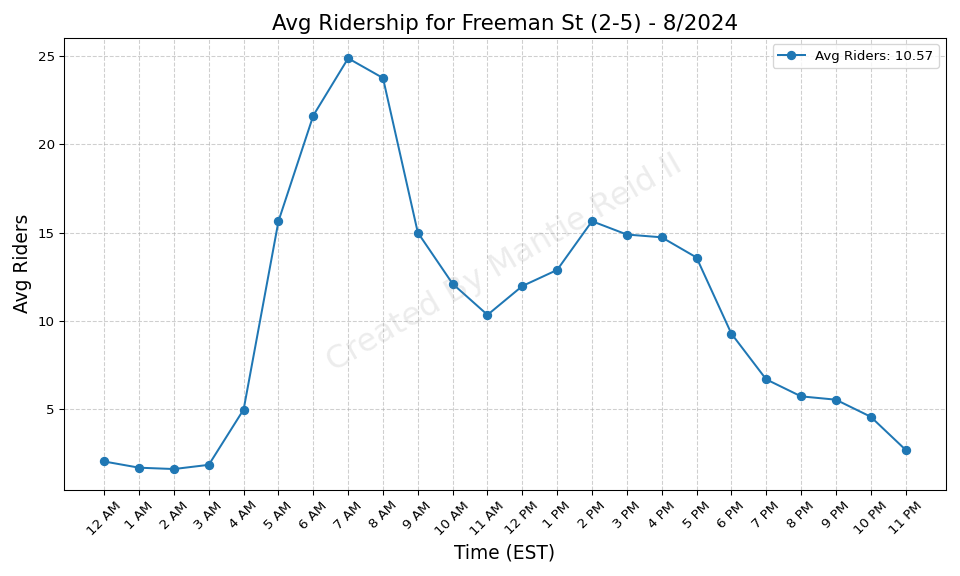 Avg Ridership for Freeman St (2-5) - 8/2024
Avg Riders: 10.57
Avg Riders
25
20
15
10
5
Created By Mantie Reid II
12 AM
1 AM
2 AM
3 AM
4 AM
5 AM
6 AM
7 AM
8 AM
9 AM
10 AM
11 AM
12 PM
1 PM
2 PM
3 PM
4 PM
5 PM
6 PM
7 PM
8 PM
9 PM
10 PM
11 PM
Time (EST)